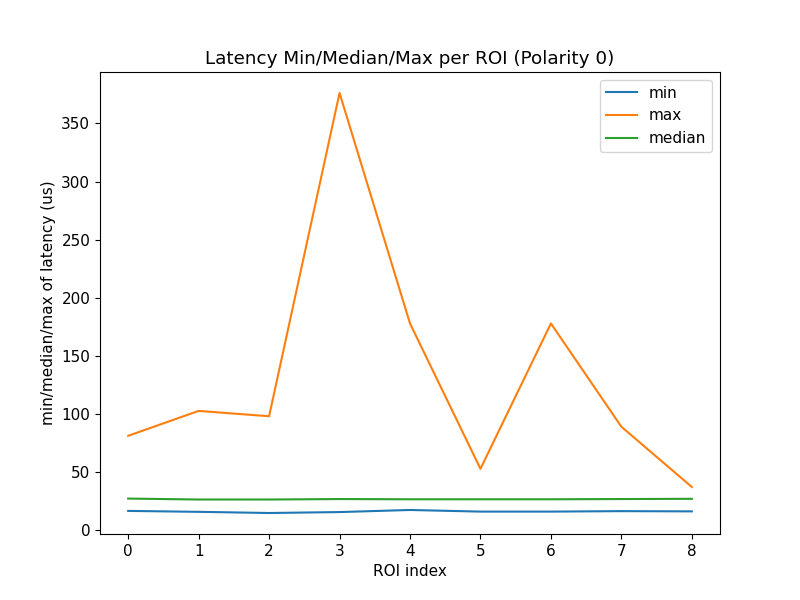 Latency Min/Median/Max per ROI (Polarity 0)
min
max
median
min/median/max of latency (us)
350
300
250
200
150
100
50
0
0 1 2 3 4 5 6 7 8
ROI index